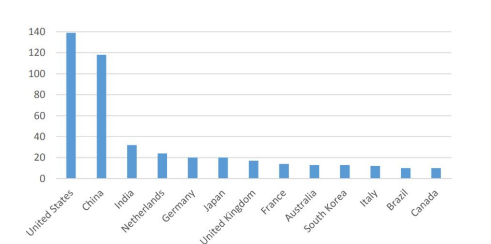 140
120
100
80
60
40
20
0
United States
China
India
Netherlands
Germany
Japan
United Kingdom
France
Australia
South Korea
Italy
Brazil
Canada